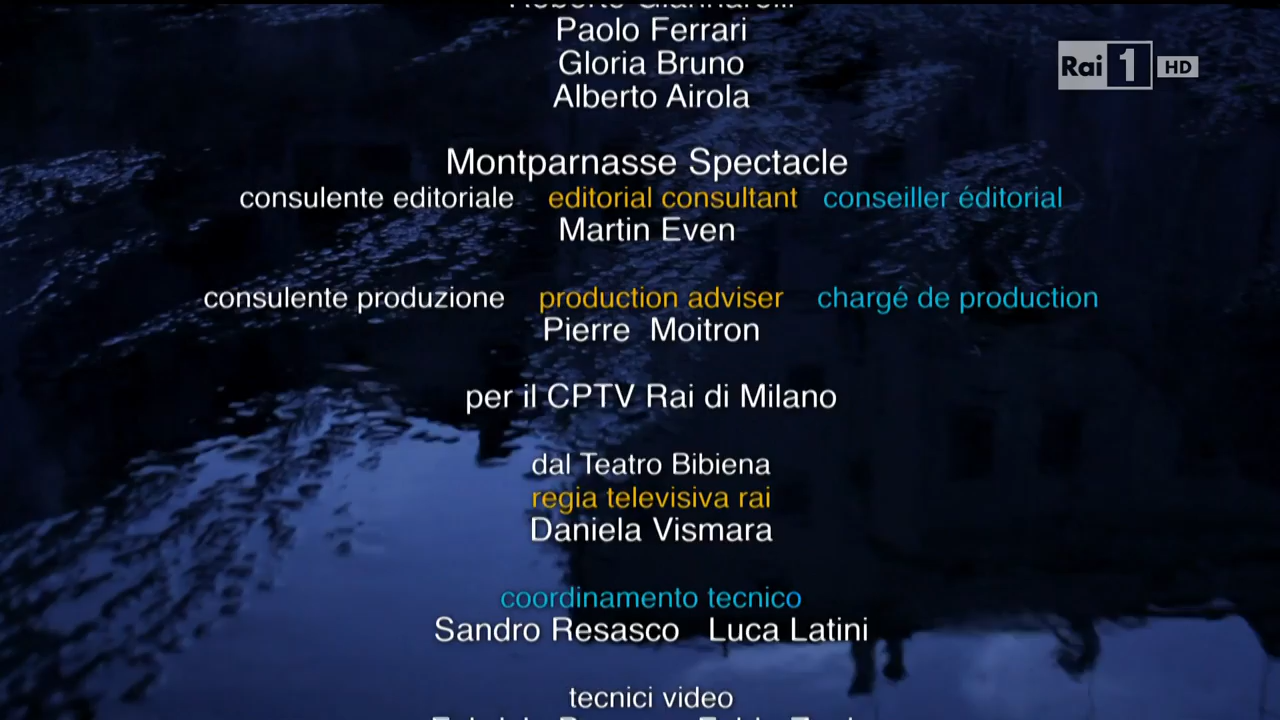 Paolo Ferrari
Rai 1 HD
Gloria Bruno
Alberto Airola
Montparnasse Spectacle
consulente editoriale editorial consultant conseiller éditorial
Martin Even
consulente produzione production adviser chargé de production
Pierre Moitron
per il CPTV Rai di Milano
dal Teatro Bibiena
regia televisiva rai
Daniela Vismara
coordinamento tecnico
Sandro Resasco Luca Latini
tecnici video